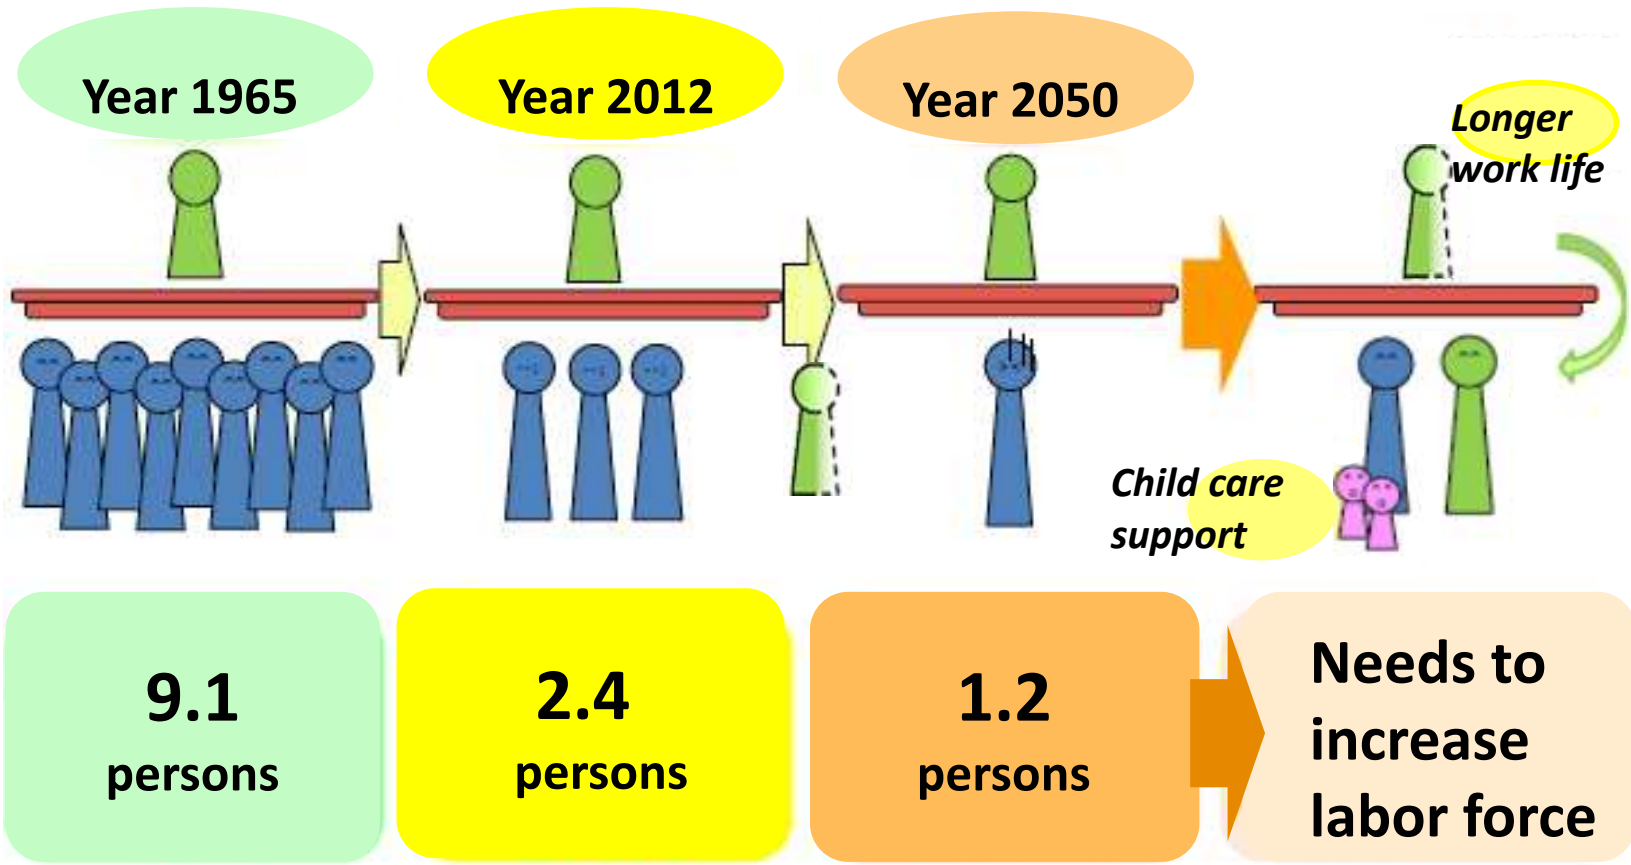 Year 1965
Year 2012
Year 2050
Longer
work life
Child care
support
9.1
persons
2.4
persons
1.2
persons
Needs to
increase
labor force